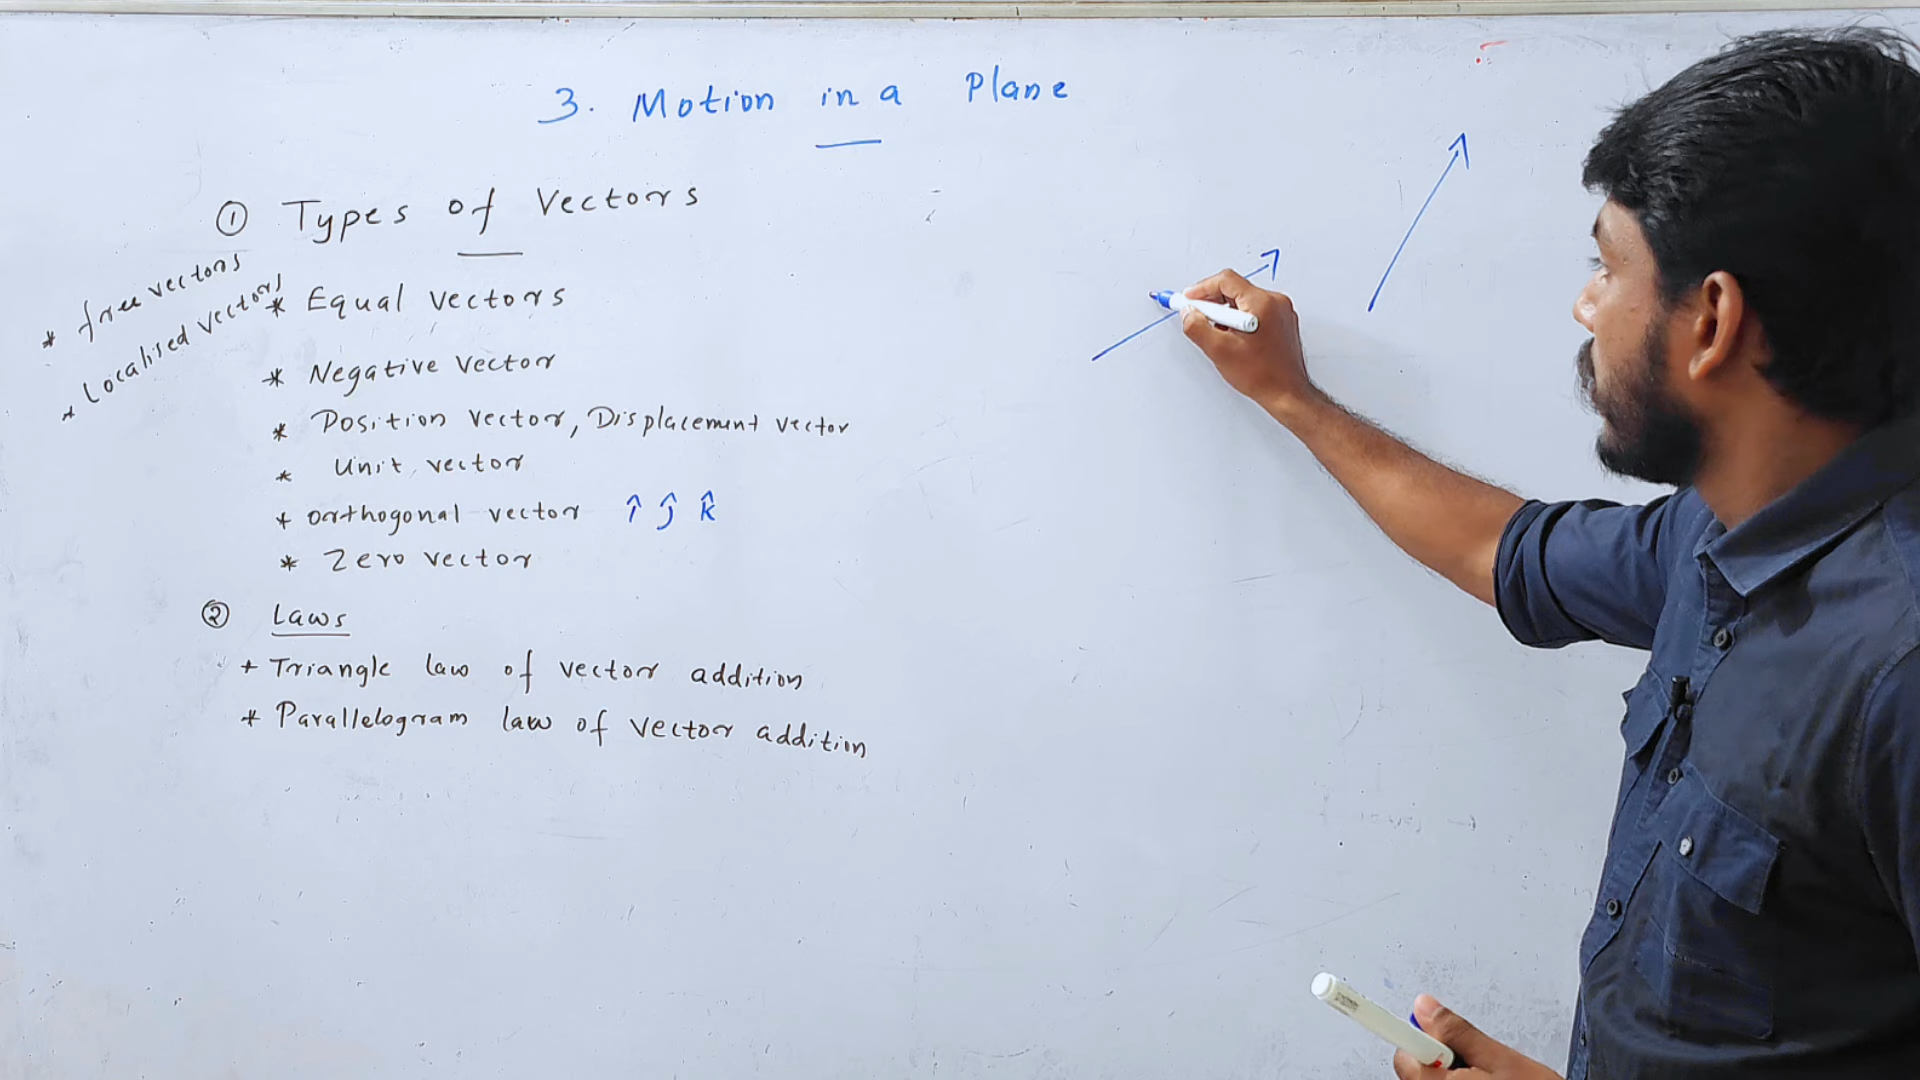 3. Motion in a Plane
① Types of Vectors
* free vectors
* Localised vectors
* Equal vectors
* Negative vector
* Position vector, Displacement vector
* Unit vector
* Orthogonal vector î ĵ k̂
* Zero vector
② Laws
* Triangle law of vector addition
* Parallelogram law of vector addition